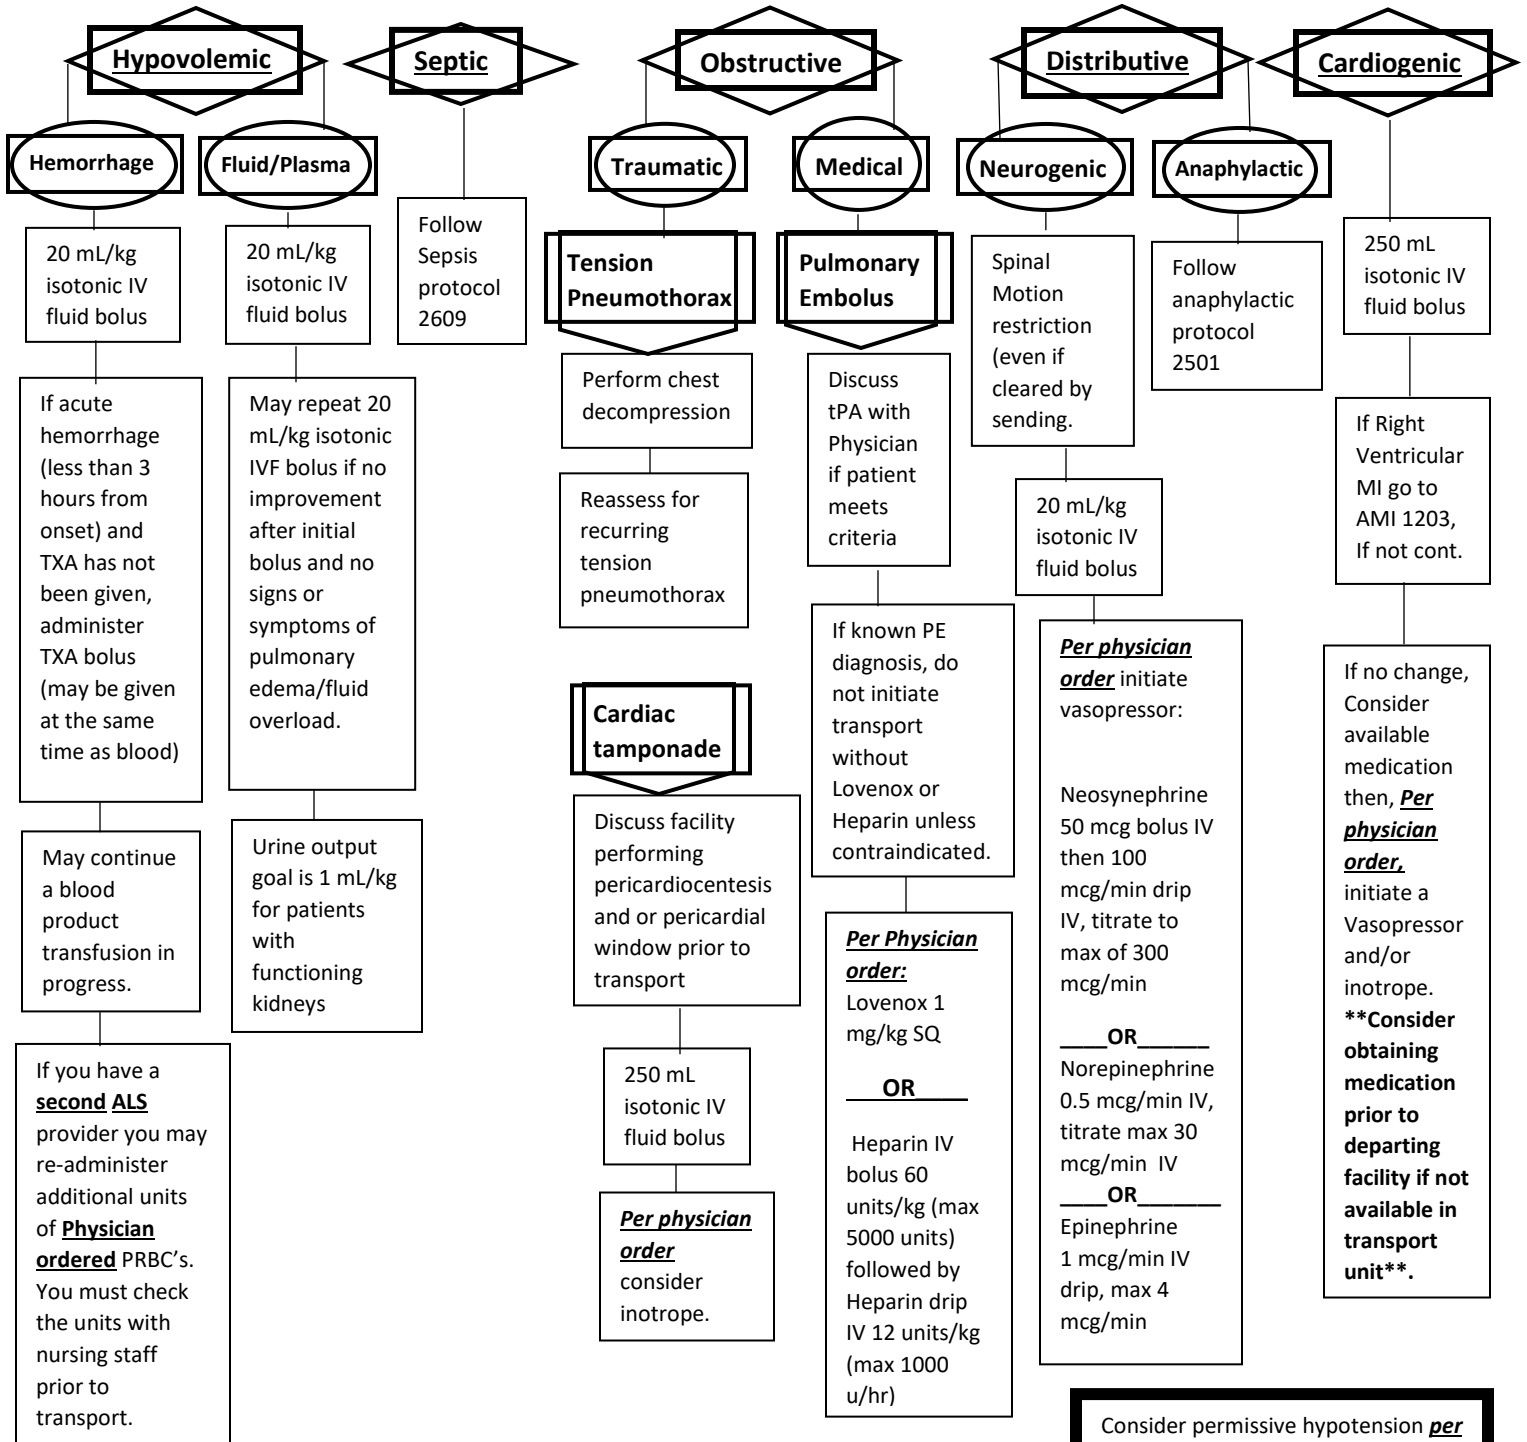 Hypovolemic
Septic
Obstructive
Distributive
Cardiogenic
Hemorrhage
Fluid/Plasma
Traumatic
Medical
Neurogenic
Anaphylactic
20 mL/kg
isotonic IV
fluid bolus
If acute
hemorrhage
(less than 3
hours from
onset) and
TXA has not
been given,
administer
TXA bolus
(may be given
at the same
time as blood)
May continue
a blood
product
transfusion in
progress.
If you have a
second ALS
provider you may
re-administer
additional units
of Physician
ordered PRBC's.
You must check
the units with
nursing staff
prior to
transport.
20 mL/kg
isotonic IV
fluid bolus
May repeat 20
mL/kg isotonic
IVF bolus if no
improvement
after initial
bolus and no
signs or
symptoms of
pulmonary
edema/fluid
overload.
Urine output
goal is 1 mL/kg
for patients
with
functioning
kidneys
Follow
Sepsis
protocol
2609
Tension
Pneumothorax
Perform chest
decompression
Reassess for
recurring
tension
pneumothorax
Cardiac
tamponade
Discuss facility
performing
pericardiocentesis
and or pericardial
window prior to
transport
250 mL
isotonic IV
fluid bolus
Per physician
order
consider
inotrope.
Pulmonary
Embolus
Discuss
tPA with
Physician
if patient
meets
criteria
If known PE
diagnosis, do
not initiate
transport
without
Lovenox or
Heparin unless
contraindicated.
Per Physician
order:
Lovenox 1
mg/kg SQ
___OR____
Heparin IV
bolus 60
units/kg (max
5000 units)
followed by
Heparin drip
IV 12 units/kg
(max 1000
u/hr)
Spinal
Motion
restriction
(even if
cleared by
sending.
20 mL/kg
isotonic IV
fluid bolus
Per physician
order initiate
vasopressor:
Neosynephrine
50 mcg bolus IV
then 100
mcg/min drip
IV, titrate to
max of 300
mcg/min
____OR______
Norepinephrine
0.5 mcg/min IV,
titrate max 30
mcg/min IV
____OR_______
Epinephrine
1 mcg/min IV
drip, max 4
mcg/min
Follow
anaphylactic
protocol
2501
250 mL
isotonic IV
fluid bolus
If Right
Ventricular
MI go to
AMI 1203,
If not cont.
If no change,
Consider
available
medication
then, Per
physician
order,
initiate a
Vasopressor
and/or
inotrope.
**Consider
obtaining
medication
prior to
departing
facility if not
available in
transport
unit**.
Consider permissive hypotension per